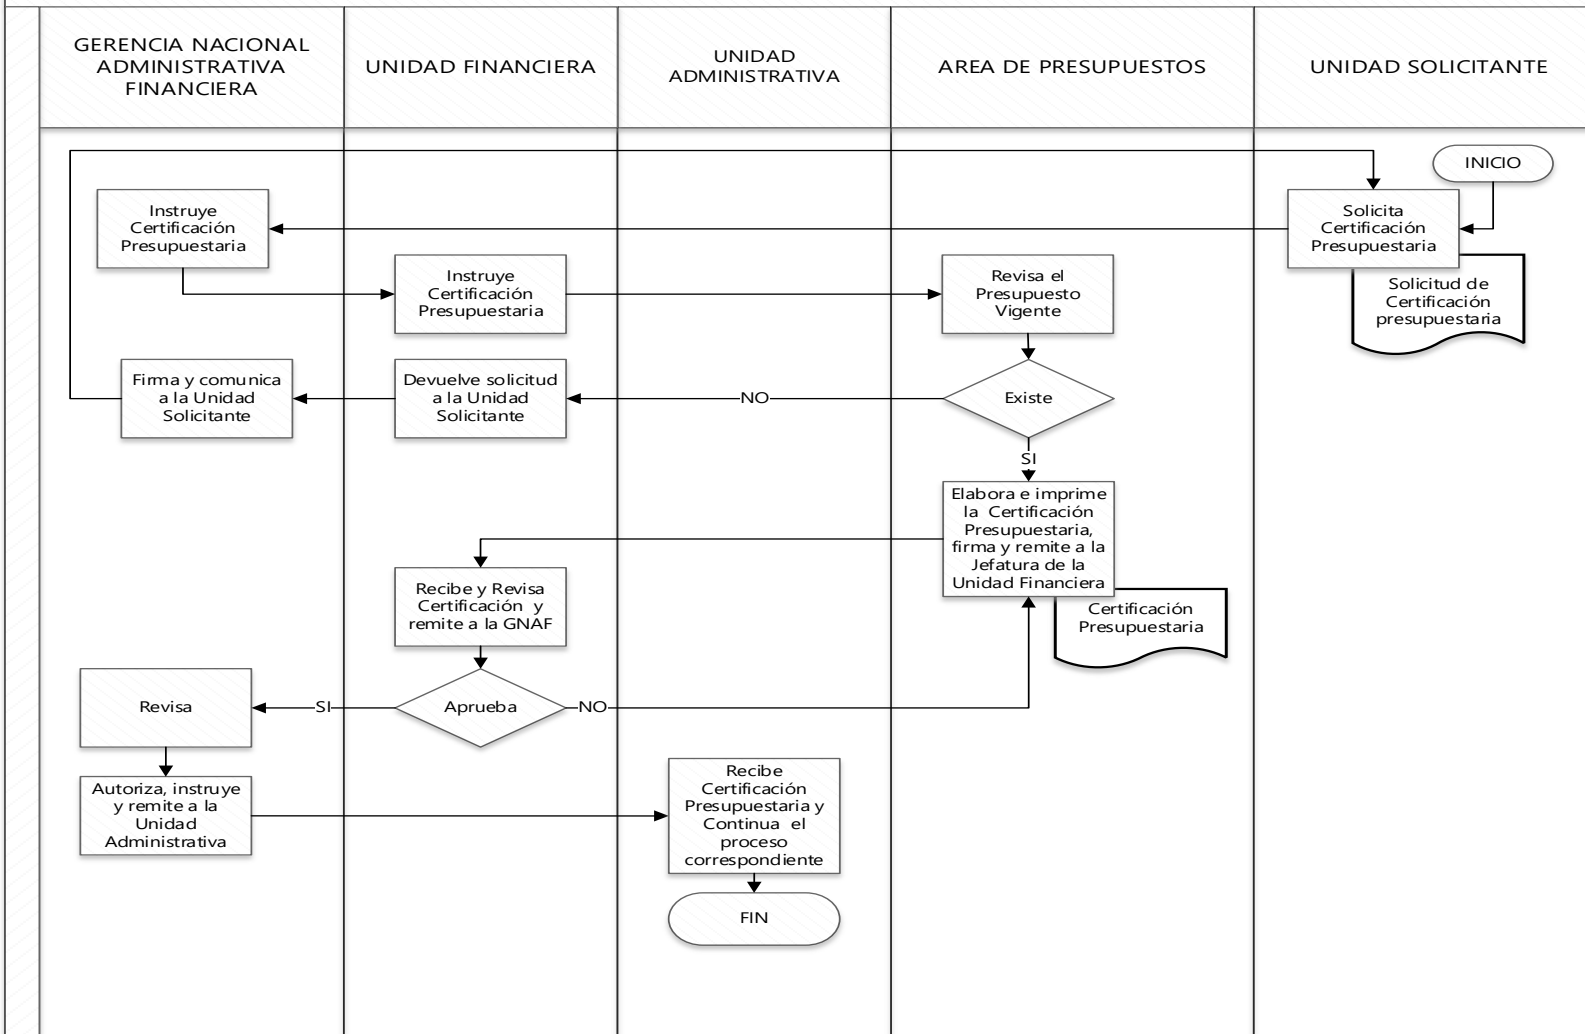 GERENCIA NACIONAL
ADMINISTRATIVA
FINANCIERA
UNIDAD FINANCIERA
UNIDAD
ADMINISTRATIVA
AREA DE PRESUPUESTOS
UNIDAD SOLICITANTE
INICIO
Solicita
Certificación
Presupuestaria
Solicitud de
Certificación
presupuestaria
Instruye
Certificación
Presupuestaria
Instruye
Certificación
Presupuestaria
Revisa el
Presupuesto
Vigente
Existe
NO
Devuelve solicitud
a la Unidad
Solicitante
Firma y comunica
a la Unidad
Solicitante
SI
Elabora e imprime
la Certificación
Presupuestaria,
firma y remite a la
Jefatura de la
Unidad Financiera
Certificación
Presupuestaria
Recibe y Revisa
Certificación y
remite a la GNAF
Aprueba
NO
SI
Revisa
Autoriza, instruye
y remite a la
Unidad
Administrativa
Recibe
Certificación
Presupuestaria y
Continua el
proceso
correspondiente
FIN